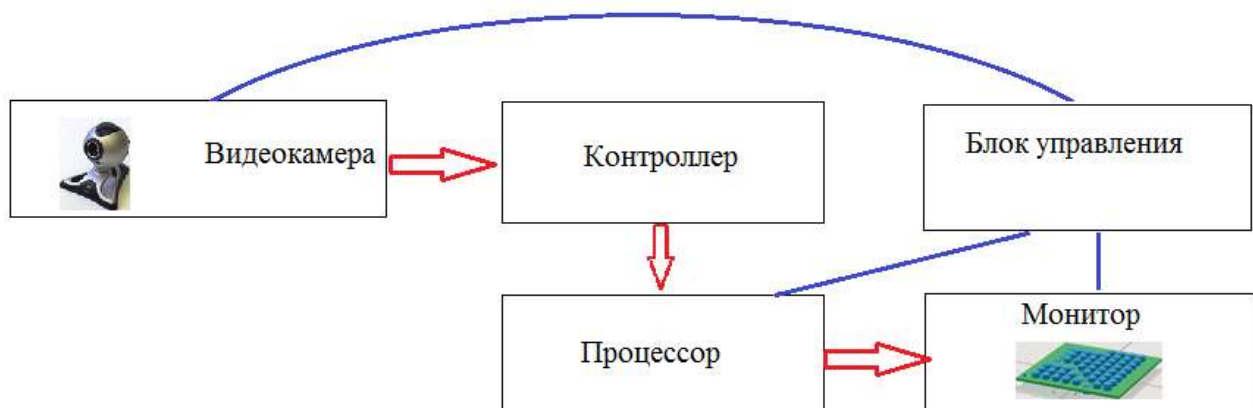 Видеокамера
Контроллер
Блок управления
Процессор
Монитор